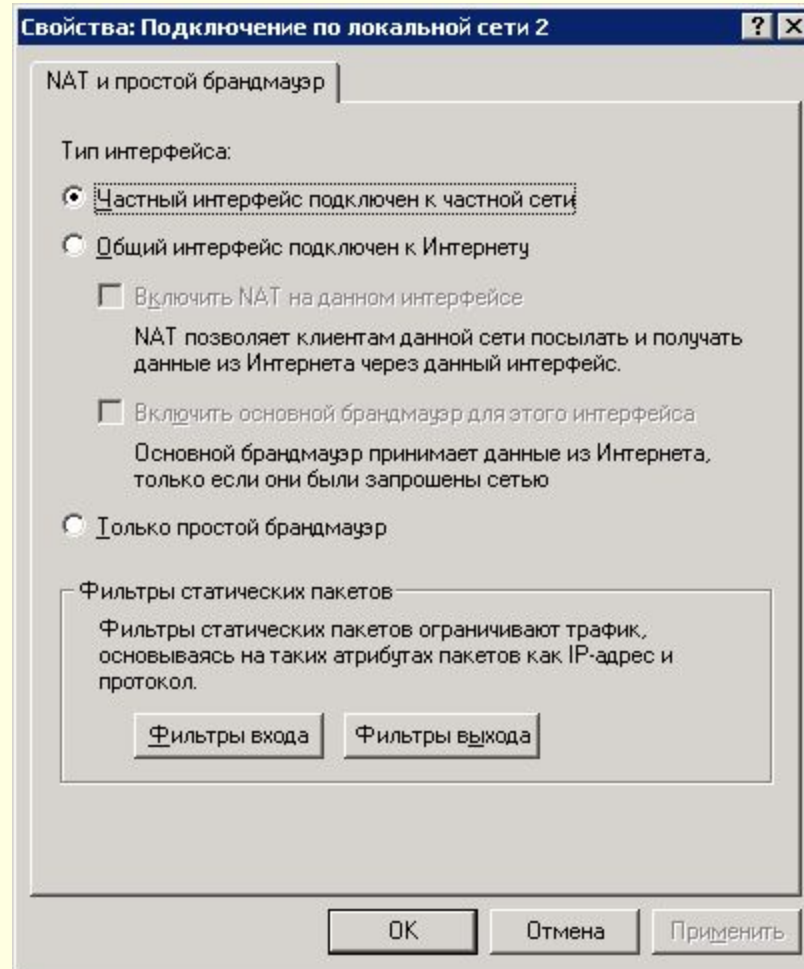 Свойства: Подключение по локальной сети 2
NAT и простой брандмауэр
Тип интерфейса:
Частный интерфейс подключен к частной сети
Общий интерфейс подключен к Интернету
Включить NAT на данном интерфейсе
NAT позволяет клиентам данной сети посылать и получать
данные из Интернета через данный интерфейс.
Включить основной брандмауэр для этого интерфейса
Основной брандмауэр принимает данные из Интернета,
только если они были запрошены сетью
Только простой брандмауэр
Фильтры статических пакетов
Фильтры статических пакетов ограничивают трафик,
основываясь на таких атрибутах пакетов как IP-адрес и
протокол.
Фильтры входа Фильтры выхода
OK Отмена Применить